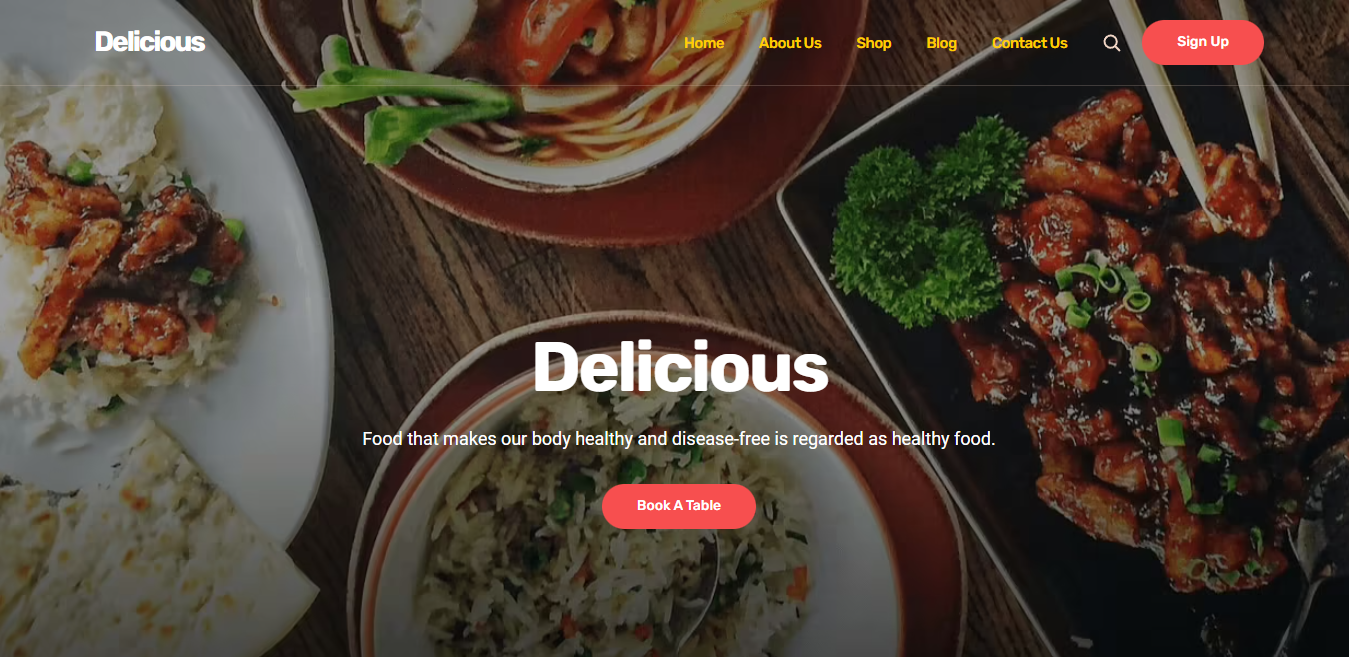 Delicious
Home About Us Shop Blog Contact Us Sign Up
Delicious
Food that makes our body healthy and disease-free is regarded as healthy food.
Book A Table